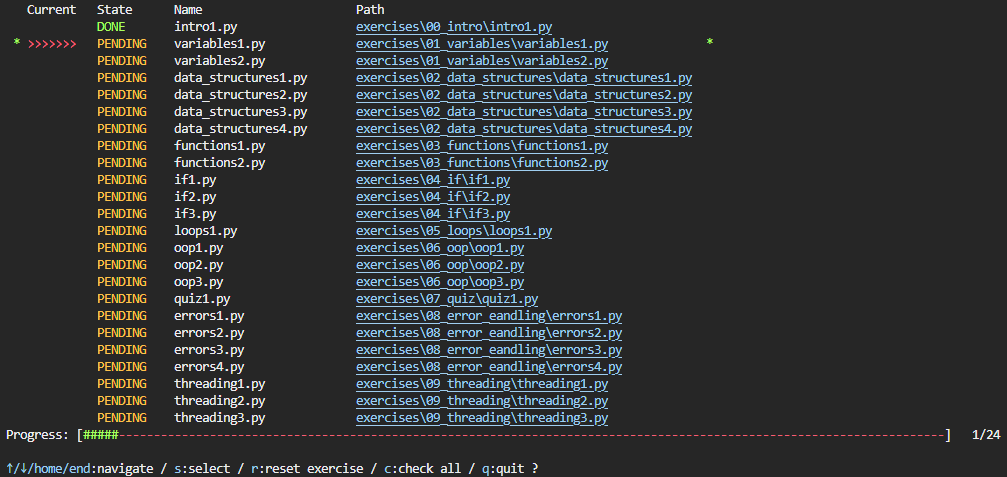 Current State Name Path
DONE intro1.py exercises\00_intro\intro1.py
* >>>>>>> PENDING variables1.py exercises\01_variables\variables1.py *
PENDING variables2.py exercises\01_variables\variables2.py
PENDING data_structures1.py exercises\02_data_structures\data_structures1.py
PENDING data_structures2.py exercises\02_data_structures\data_structures2.py
PENDING data_structures3.py exercises\02_data_structures\data_structures3.py
PENDING data_structures4.py exercises\02_data_structures\data_structures4.py
PENDING functions1.py exercises\03_functions\functions1.py
PENDING functions2.py exercises\03_functions\functions2.py
PENDING if1.py exercises\04_if\if1.py
PENDING if2.py exercises\04_if\if2.py
PENDING if3.py exercises\04_if\if3.py
PENDING loops1.py exercises\05_loops\loops1.py
PENDING oop1.py exercises\06_oop\oop1.py
PENDING oop2.py exercises\06_oop\oop2.py
PENDING oop3.py exercises\06_oop\oop3.py
PENDING quiz1.py exercises\07_quiz\quiz1.py
PENDING errors1.py exercises\08_error_eandling\errors1.py
PENDING errors2.py exercises\08_error_eandling\errors2.py
PENDING errors3.py exercises\08_error_eandling\errors3.py
PENDING errors4.py exercises\08_error_eandling\errors4.py
PENDING threading1.py exercises\09_threading\threading1.py
PENDING threading2.py exercises\09_threading\threading2.py
PENDING threading3.py exercises\09_threading\threading3.py
Progress: [#####----------------------------------------------------------------------------------------------------------------------] 1/24
↑/↓/home/end:navigate / s:select / r:reset exercise / c:check all / q:quit ?